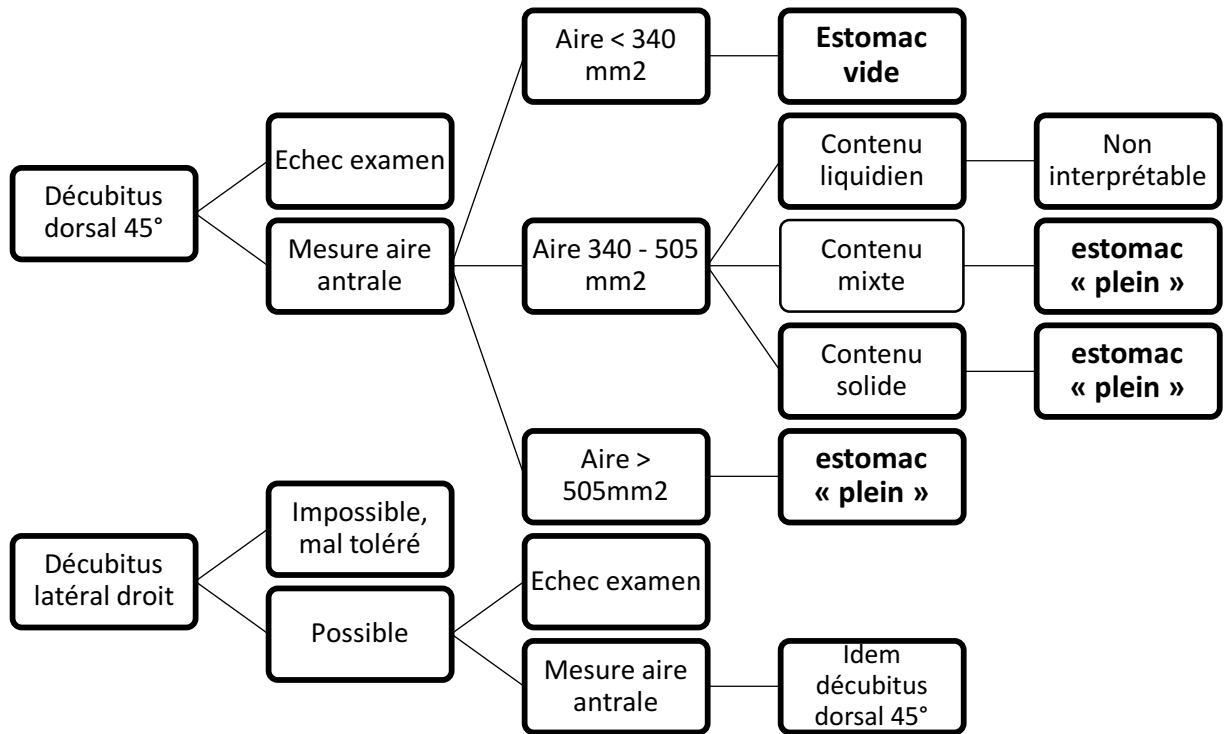 Décubitus
dorsal 45°
Echec examen
Mesure aire
antrale
Aire < 340
mm2
Estomac
vide
Aire 340 - 505
mm2
Contenu
liquidien
Non
interprétable
Contenu
mixte
estomac
« plein »
Contenu
solide
estomac
« plein »
Aire >
505mm2
estomac
« plein »
Décubitus
latéral droit
Impossible,
mal toléré
Possible
Echec examen
Mesure aire
antrale
Idem
décubitus
dorsal 45°